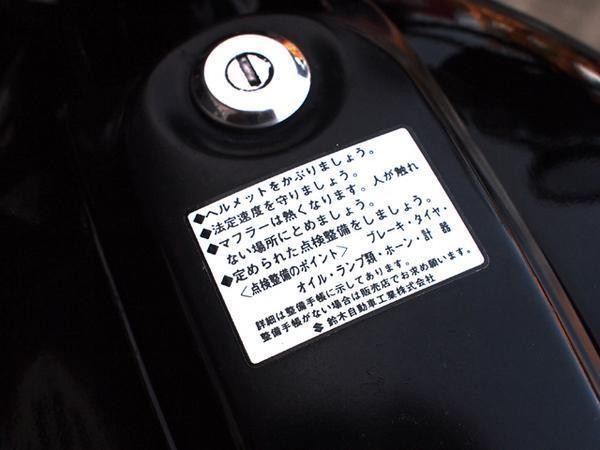 ◆ヘルメットをかぶりましょう。
◆法定速度を守りましょう。
◆マフラーは熱くなります。人が触れ
ない場所にとめましょう。
◆定められた点検整備をしましょう。
〈点検整備のポイント〉 ブレーキ・タイヤ・
オイル・ランプ類・ホーン・計器
詳細は整備手帳に示してあります。
整備手帳がない場合は販売店でお求め願います。
鈴木自動車工業株式会社